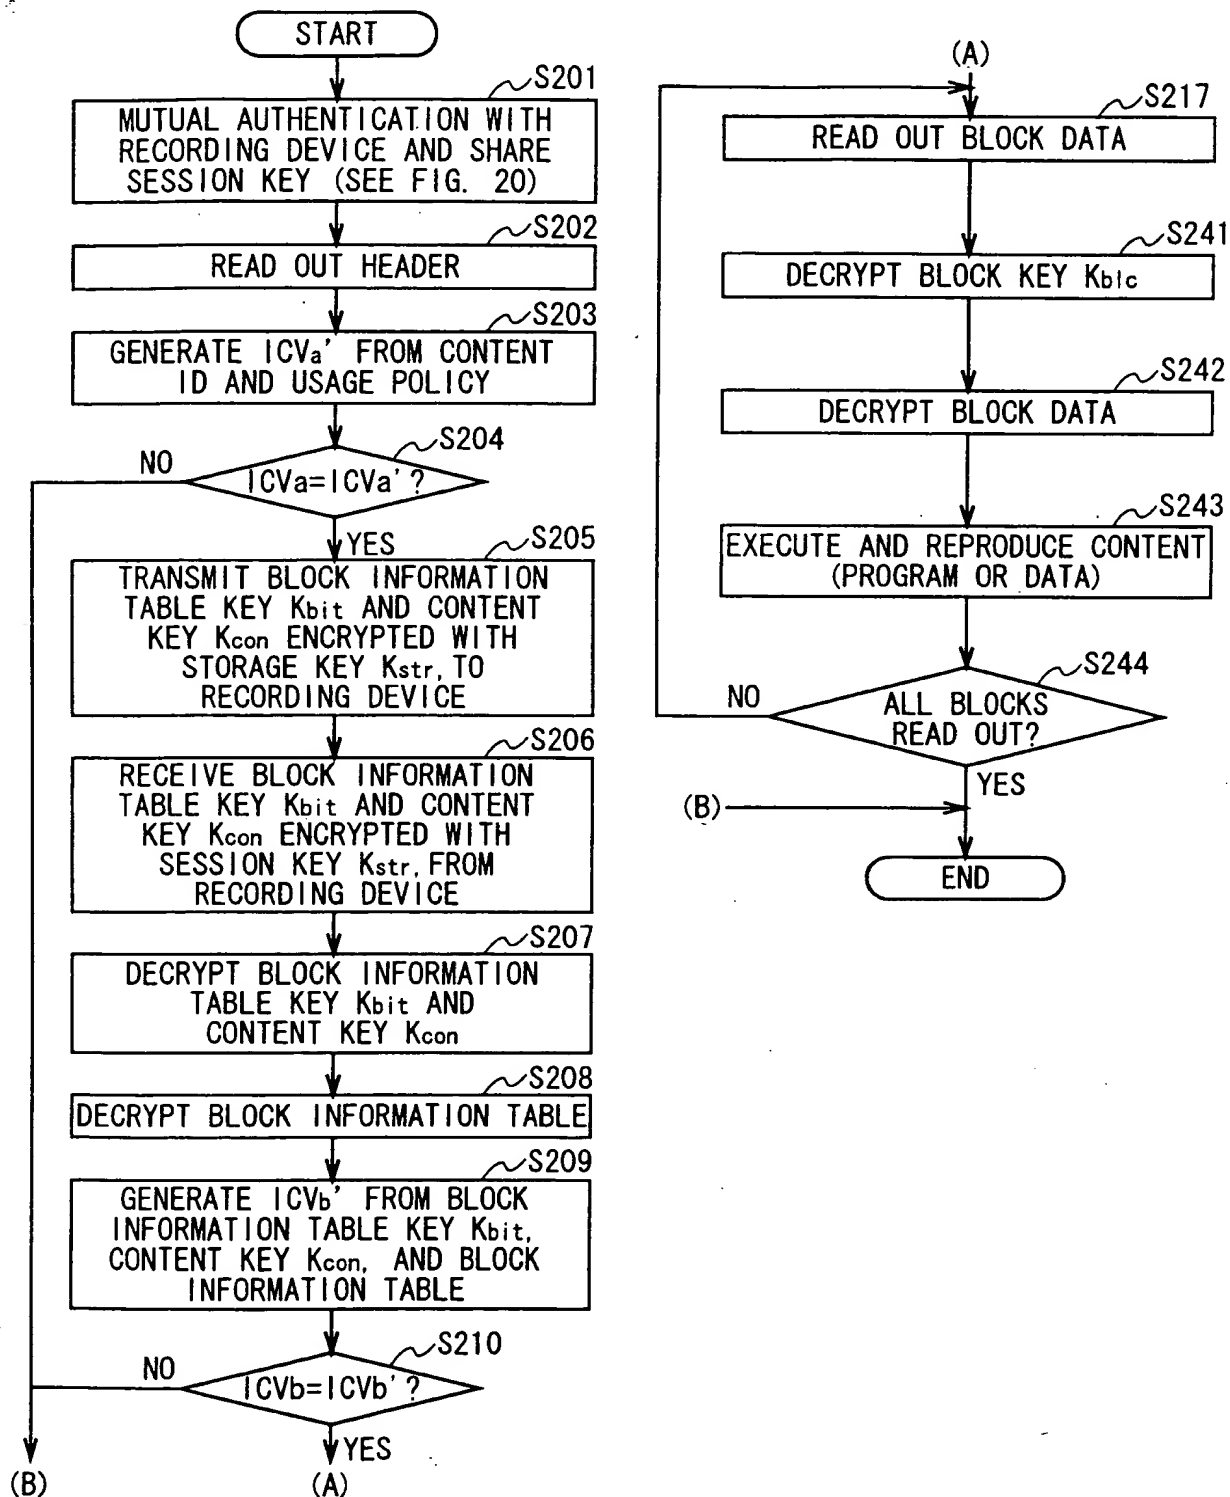 START
S201
MUTUAL AUTHENTICATION WITH
RECORDING DEVICE AND SHARE
SESSION KEY (SEE FIG. 20)
S202
READ OUT HEADER
S203
GENERATE ICVa' FROM CONTENT
ID AND USAGE POLICY
S204
NO
ICVa=ICVa'?
YES
S205
TRANSMIT BLOCK INFORMATION
TABLE KEY Kbit AND CONTENT
KEY Kcon ENCRYPTED WITH
STORAGE KEY Kstr, TO
RECORDING DEVICE
S206
RECEIVE BLOCK INFORMATION
TABLE KEY Kbit AND CONTENT
KEY Kcon ENCRYPTED WITH
SESSION KEY Kstr, FROM
RECORDING DEVICE
S207
DECRYPT BLOCK INFORMATION
TABLE KEY Kbit AND
CONTENT KEY Kcon
S208
DECRYPT BLOCK INFORMATION TABLE
S209
GENERATE ICVb' FROM BLOCK
INFORMATION TABLE KEY Kbit,
CONTENT KEY Kcon, AND BLOCK
INFORMATION TABLE
S210
NO
ICVb=ICVb'?
YES
(B)
(A)
(A)
S217
READ OUT BLOCK DATA
S241
DECRYPT BLOCK KEY Kblc
S242
DECRYPT BLOCK DATA
S243
EXECUTE AND REPRODUCE CONTENT
(PROGRAM OR DATA)
S244
NO
ALL BLOCKS
READ OUT?
YES
(B)
END